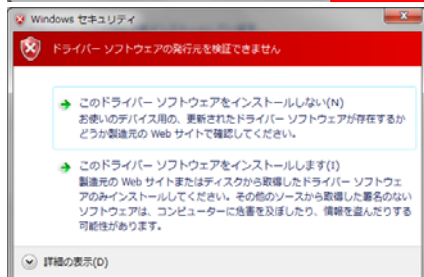 Windows セキュリティ
ドライバー ソフトウェアの発行元を検証できません
このドライバー ソフトウェアをインストールしない(N)
お使いのデバイス用の、更新されたドライバー ソフトウェアが存在するか
どうか製造元の Web サイトで確認してください。
このドライバー ソフトウェアをインストールします(I)
製造元の Web サイトまたはディスクから取得したドライバー ソフトウェ
アのみインストールしてください。その他のソースから取得した署名のない
ソフトウェアは、コンピューターに危害を及ぼしたり、情報を盗んだりする
可能性があります。
詳細の表示(D)